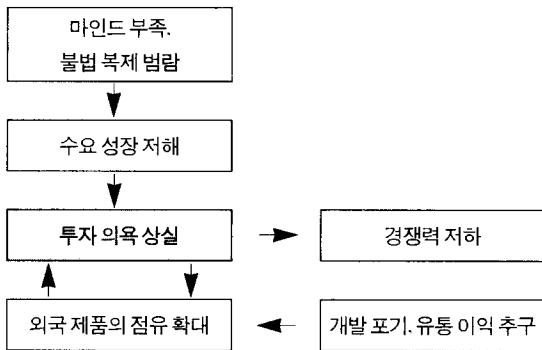 마인드 부족.
불법 복제 범람
수요 성장 저해
투자 의욕 상실
경쟁력 저하
외국 제품의 점유 확대
개발 포기. 유통 이익 추구